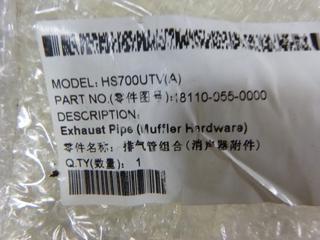 MODEL: HS700UTV(A)
PART NO.(零件图号):18110-055-0000
DESCRIPTION:
Exhaust Pipe (Muffler Hardware)
零件名称: 排气管组合(消声器附件)
Q.TY(数量): 1